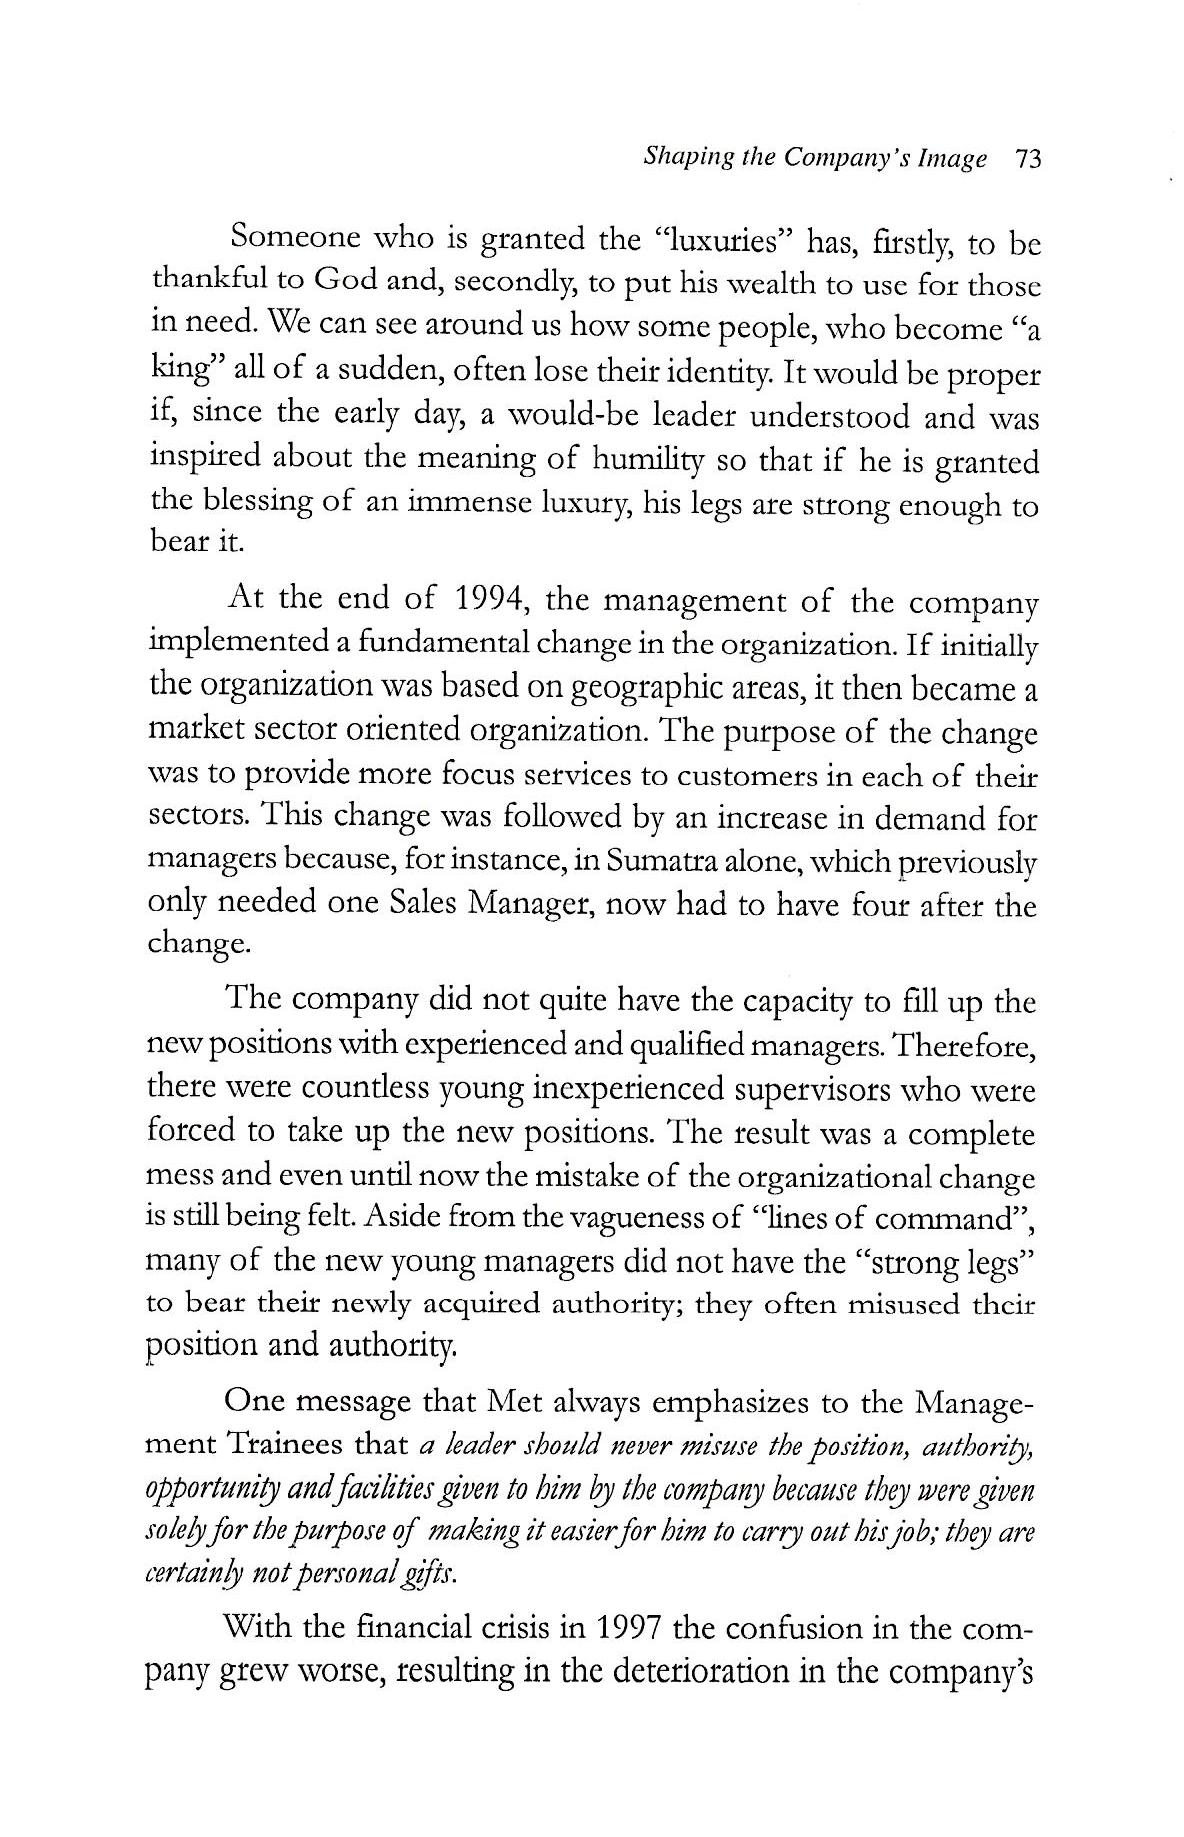 Shaping the Company's Image 73
Someone who is granted the “luxuries” has, firstly, to be
thankful to God and, secondly, to put his wealth to use for those
in need. We can see around us how some people, who become “a
king” all of a sudden, often lose their identity. It would be proper
if, since the early day, a would-be leader understood and was
inspired about the meaning of humility so that if he is granted
the blessing of an immense luxury, his legs are strong enough to
bear it.
At the end of 1994, the management of the company
implemented a fundamental change in the organization. If initially
the organization was based on geographic areas, it then became a
market sector oriented organization. The purpose of the change
was to provide more focus services to customers in each of their
sectors. This change was followed by an increase in demand for
managers because, for instance, in Sumatra alone, which previously
only needed one Sales Manager, now had to have four after the
change.
The company did not quite have the capacity to fill up the
new positions with experienced and qualified managers. Therefore,
there were countless young inexperienced supervisors who were
forced to take up the new positions. The result was a complete
mess and even until now the mistake of the organizational change
is still being felt. Aside from the vagueness of “lines of command”,
many of the new young managers did not have the “strong legs”
to bear their newly acquired authority; they often misused their
position and authority.
One message that Met always emphasizes to the Manage-
ment Trainees that a leader should never misuse the position, authority,
opportunity and facilities given to him by the company because they were given
solely for the purpose of making it easier for him to carry out his job; they are
certainly not personal gifts.
With the financial crisis in 1997 the confusion in the com-
pany grew worse, resulting in the deterioration in the company's